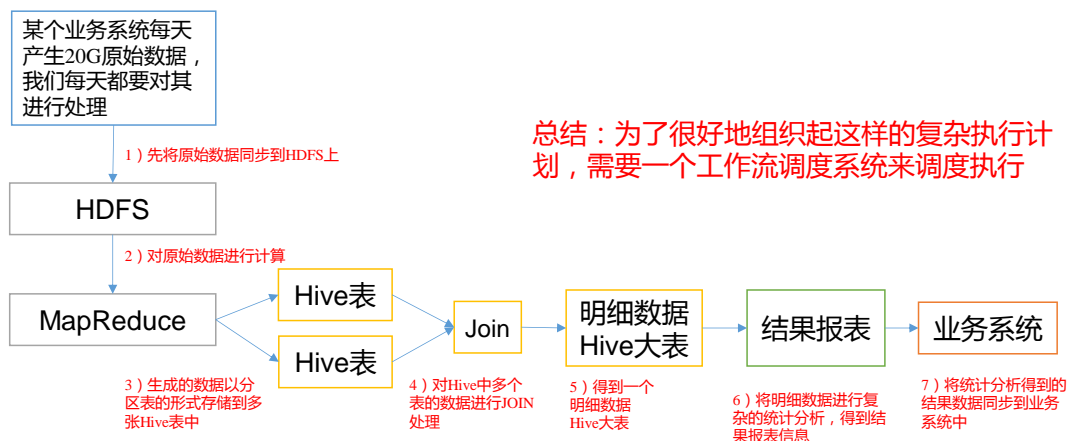 某个业务系统每天
产生20G原始数据，
我们每天都要对其
进行处理
总结：为了很好地组织起这样的复杂执行计
划，需要一个工作流调度系统来调度执行
1）先将原始数据同步到HDFS上
HDFS
2）对原始数据进行计算
MapReduce
Hive表
Hive表
Join
明细数据
Hive大表
结果报表
业务系统
3）生成的数据以分
区表的形式存储到多
张Hive表中
4）对Hive中多个
表的数据进行JOIN
处理
5）得到一个
明细数据
Hive大表
6）将明细数据进行复
杂的统计分析，得到结
果报表信息
7）将统计分析得到的
结果数据同步到业务
系统中